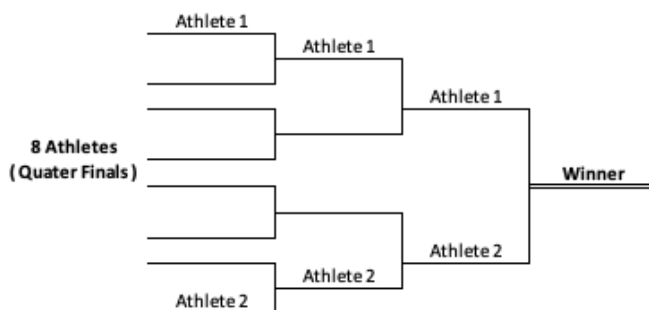 Athlete 1
Athlete 1
Athlete 1
8 Athletes
( Quater Finals )
Winner
Athlete 2
Athlete 2
Athlete 2